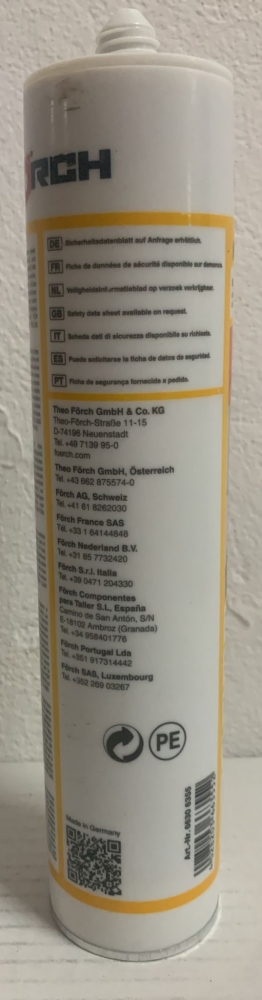 RCH
DE Sicherheitsdatenblatt auf Anfrage erhältlich.
FR Fiche de données de sécurité disponible sur demande.
NL Veiligheidsinformatieblad op verzoek verkrijgbaar.
GB Safety data sheet available on request.
IT Scheda dati di sicurezza disponibile su richiesta.
ES Puede solicitarse la ficha de datos de seguridad.
PT Ficha de segurança fornecida a pedido.
Theo Förch GmbH & Co. KG
Theo-Förch-Straße 11-15
D-74196 Neuenstadt
Tel. +49 7139 95-0
foerch.com
Theo Förch GmbH, Österreich
Tel. +43 662 875574-0
Förch AG, Schweiz
Tel. +41 61 8262030
Förch France SAS
Tel. +33 1 64144848
Förch Nederland B.V.
Tel. +31 85 7732420
Förch S.r.l. Italia
Tel. +39 0471 204330
Förch Componentes
para Taller S.L, España
Camino de San Antón, S/N
E-18102 Ambroz (Granada)
Tel. +34 958401776
Förch Portugal Lda
Tel. +351 917314442
Förch SAS, Luxembourg
Tel. +352 269 03267
PE
Made in Germany
Art.-Nr. 6630 6355